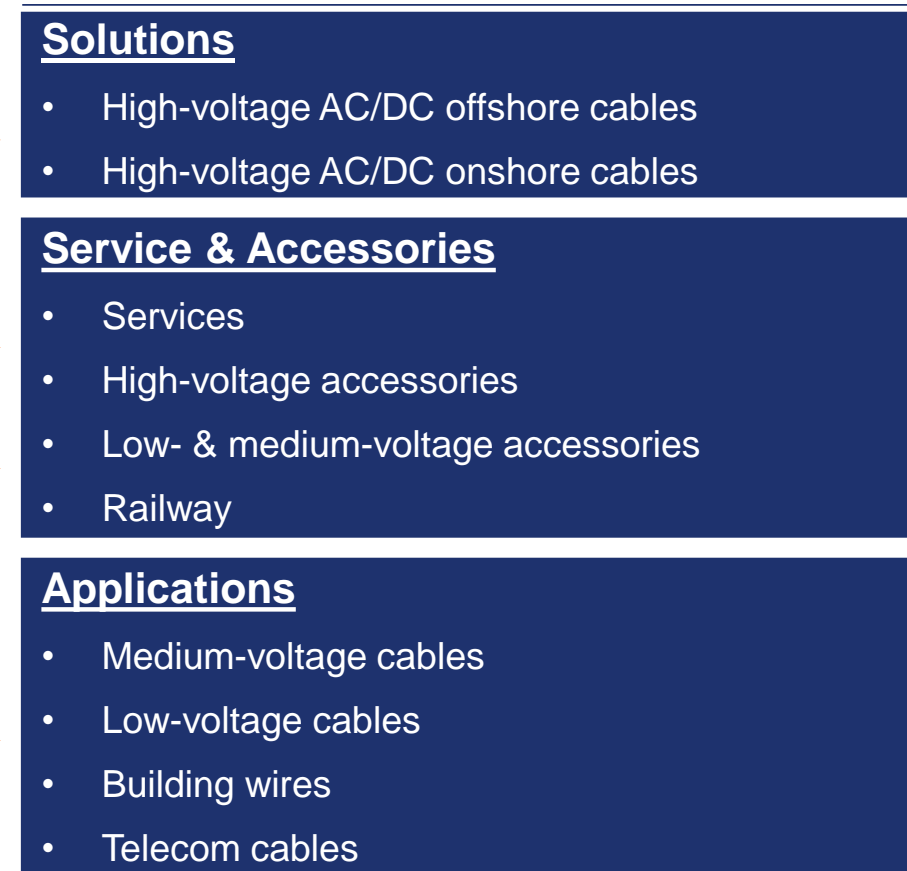 Solutions
• High-voltage AC/DC offshore cables
• High-voltage AC/DC onshore cables
Service & Accessories
• Services
• High-voltage accessories
• Low- & medium-voltage accessories
• Railway
Applications
• Medium-voltage cables
• Low-voltage cables
• Building wires
• Telecom cables